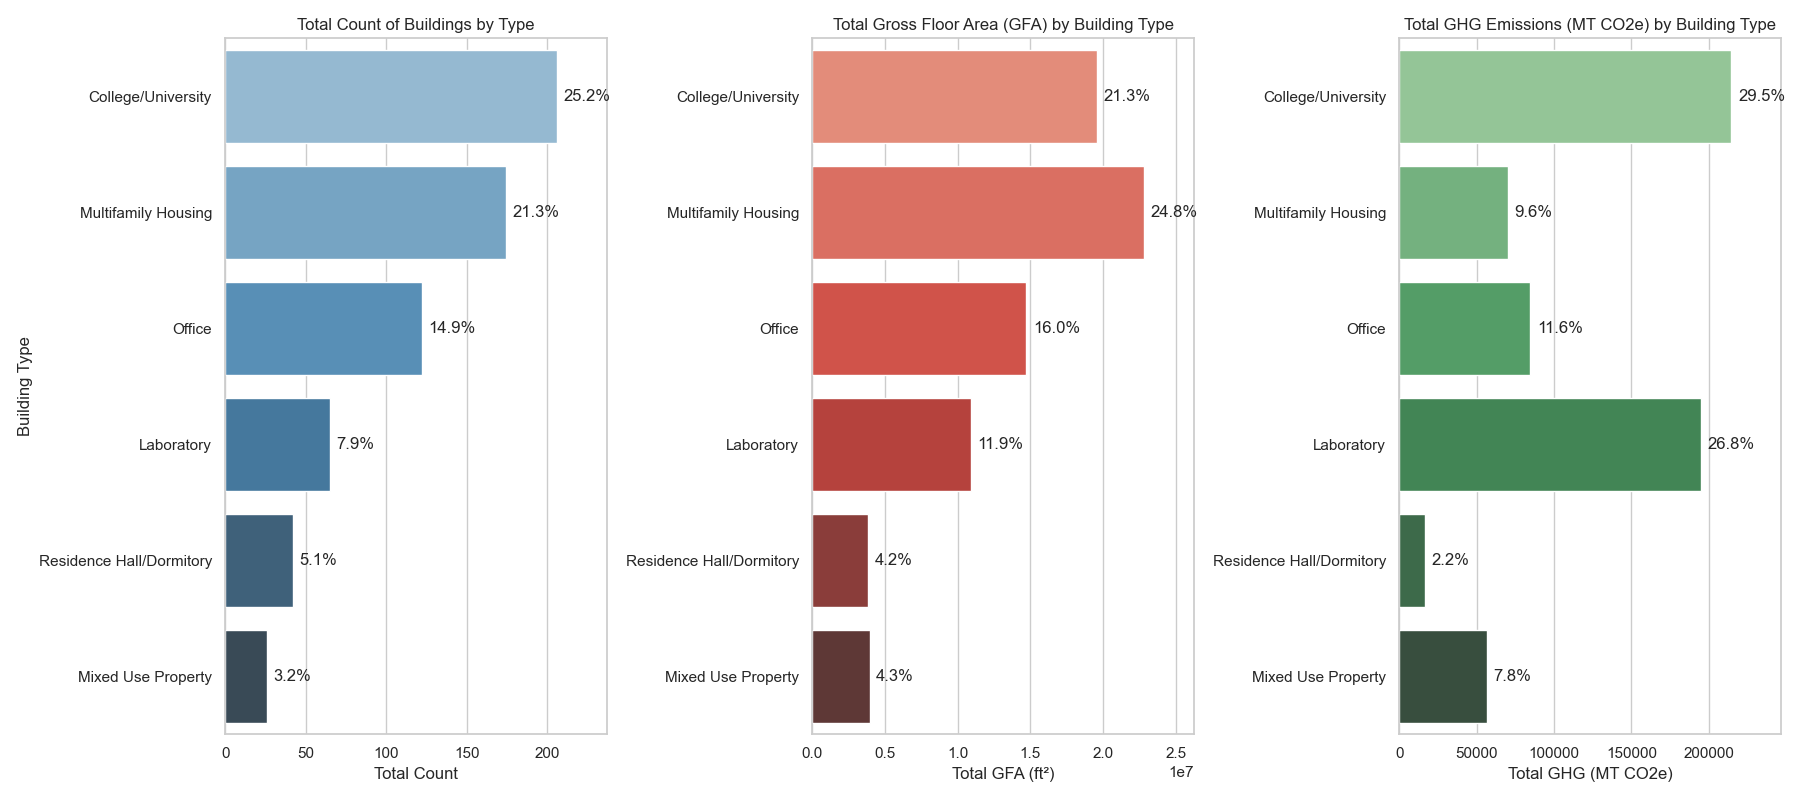 Total Count of Buildings by Type
Building Type
College/University
25.2%
Multifamily Housing
21.3%
Office
14.9%
Laboratory
7.9%
Residence Hall/Dormitory
5.1%
Mixed Use Property
3.2%
0 50 100 150 200
Total Count
Total Gross Floor Area (GFA) by Building Type
College/University
21.3%
Multifamily Housing
24.8%
Office
16.0%
Laboratory
11.9%
Residence Hall/Dormitory
4.2%
Mixed Use Property
4.3%
0.0 0.5 1.0 1.5 2.0 2.5
1e7
Total GFA (ft²)
Total GHG Emissions (MT CO2e) by Building Type
College/University
29.5%
Multifamily Housing
9.6%
Office
11.6%
Laboratory
26.8%
Residence Hall/Dormitory
2.2%
Mixed Use Property
7.8%
0 50000 100000 150000 200000
Total GHG (MT CO2e)